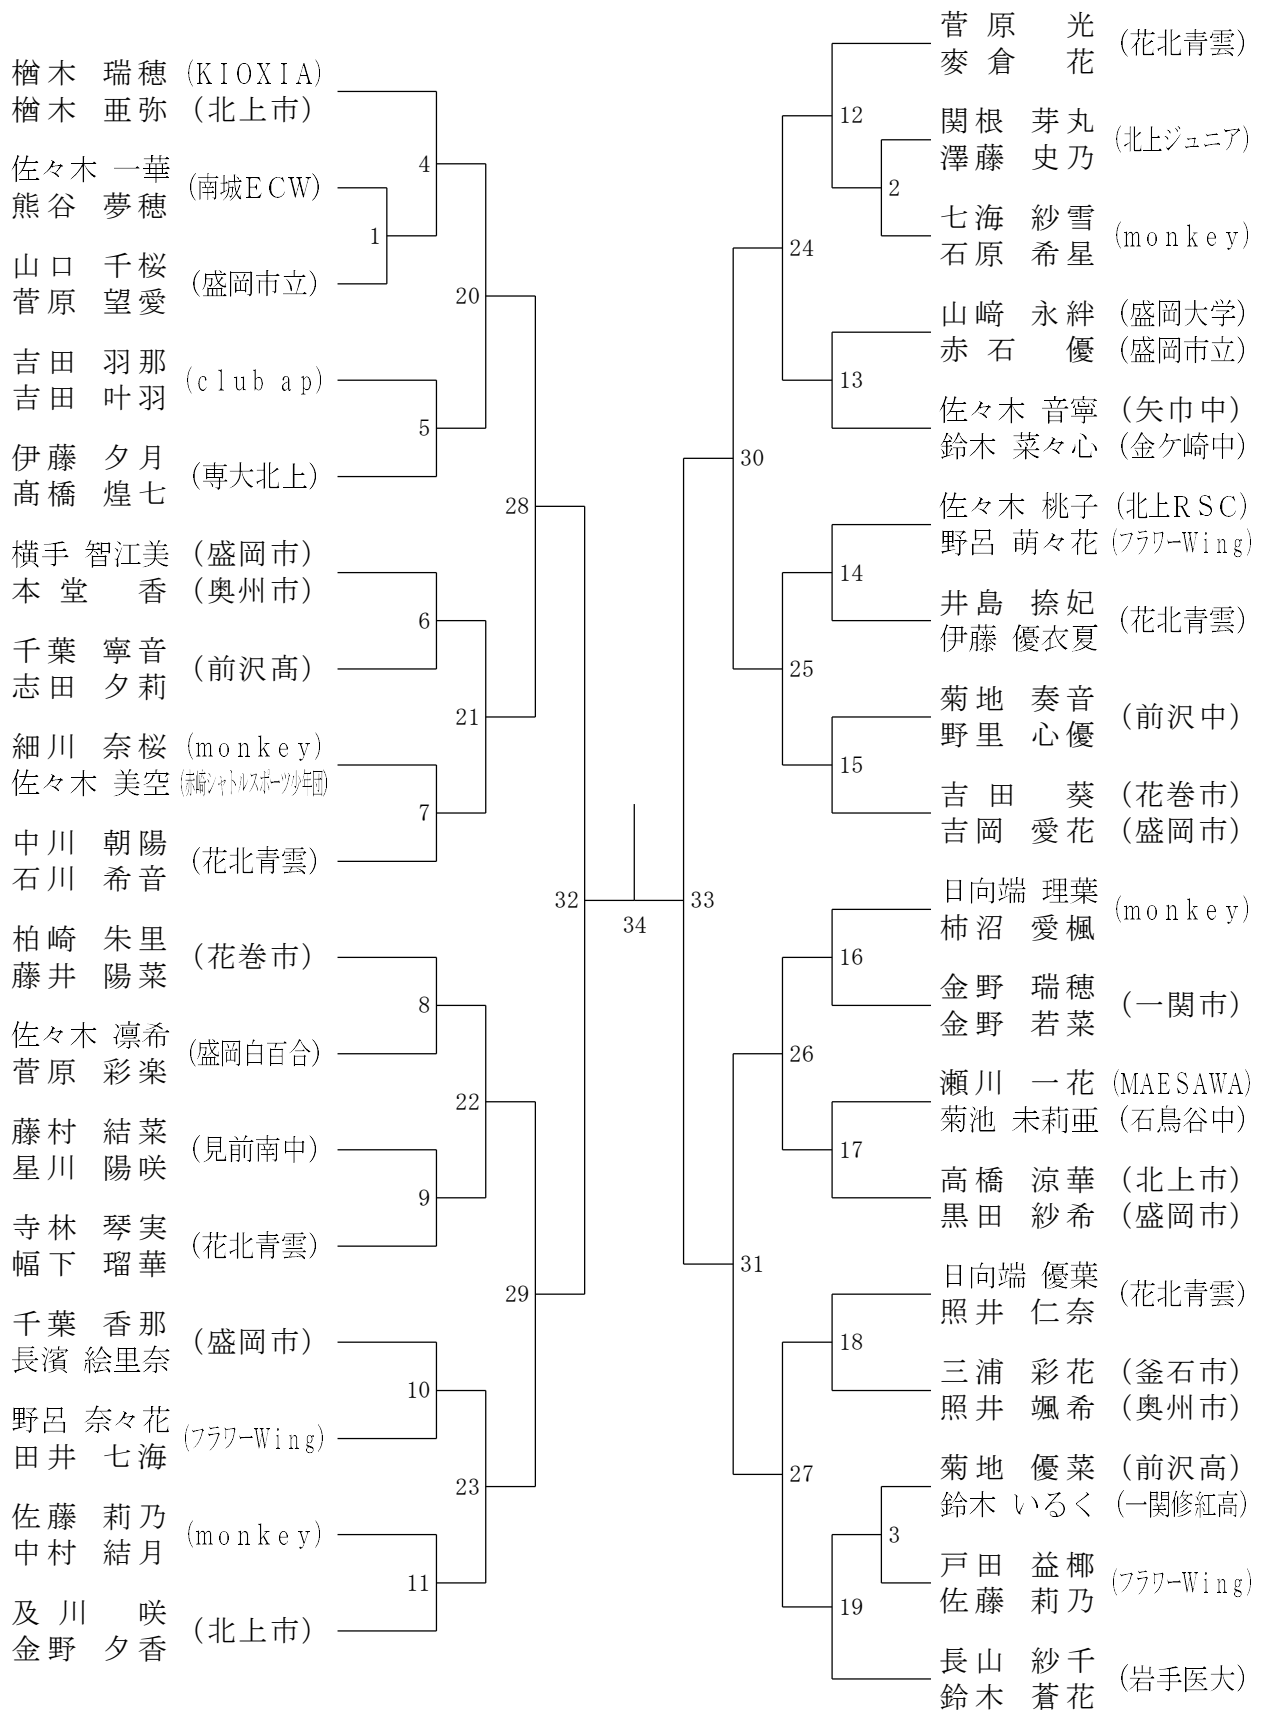 楢木 瑞穂 (KIOXIA)
楢木 亜弥 (北上市)
佐々木 一華
熊谷 夢穂
(南城ECW)
山口 千桜
菅原 望愛
(盛岡市立)
吉田 羽那
吉田 叶羽
(club ap)
伊藤 夕月
髙橋 煌七
(専大北上)
横手 智江美 (盛岡市)
本堂 香 (奥州市)
千葉 寧音
志田 夕莉
(前沢髙)
細川 奈桜 (monkey)
佐々木 美空 (赤崎シャトルスポーツ少年団)
中川 朝陽
石川 希音
(花北青雲)
柏崎 朱里
藤井 陽菜
(花巻市)
佐々木 凛希
菅原 彩楽
(盛岡白百合)
藤村 結菜
星川 陽咲
(見前南中)
寺林 琴実
幅下 瑠華
(花北青雲)
千葉 香那
長濱 絵里奈
(盛岡市)
野呂 奈々花
田井 七海
(フラワーWing)
佐藤 莉乃
中村 結月
(monkey)
及川 咲
金野 夕香
(北上市)
1
4
5
6
7
8
9
10
11
20
21
22
23
28
29
32
34
33
30
31
24
25
26
27
12
2
13
14
15
16
17
18
3
19
菅原 光
麥倉 花
(花北青雲)
関根 芽丸
澤藤 史乃
(北上ジュニア)
七海 紗雪
石原 希星
(monkey)
山﨑 永絆 (盛岡大学)
赤石 優 (盛岡市立)
佐々木 音寧 (矢巾中)
鈴木 菜々心 (金ケ崎中)
佐々木 桃子 (北上RSC)
野呂 萌々花 (フラワーWing)
井島 捺妃
伊藤 優衣夏
(花北青雲)
菊地 奏音
野里 心優
(前沢中)
吉田 葵 (花巻市)
吉岡 愛花 (盛岡市)
日向端 理葉
柿沼 愛楓
(monkey)
金野 瑞穂
金野 若菜
(一関市)
瀬川 一花 (MAESAWA)
菊池 未莉亜 (石鳥谷中)
高橋 涼華 (北上市)
黒田 紗希 (盛岡市)
日向端 優葉
照井 仁奈
(花北青雲)
三浦 彩花 (釜石市)
照井 颯希 (奥州市)
菊地 優菜 (前沢高)
鈴木 いるく (一関修紅高)
戸田 益椰
佐藤 莉乃
(フラワーWing)
長山 紗千
鈴木 蒼花
(岩手医大)